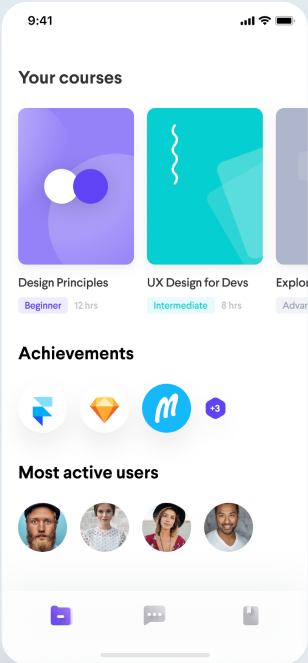 9:41
Your courses
Design Principles
UX Design for Devs
Explor
Beginner 12 hrs
Intermediate 8 hrs
Advar
Achievements
+3
Most active users